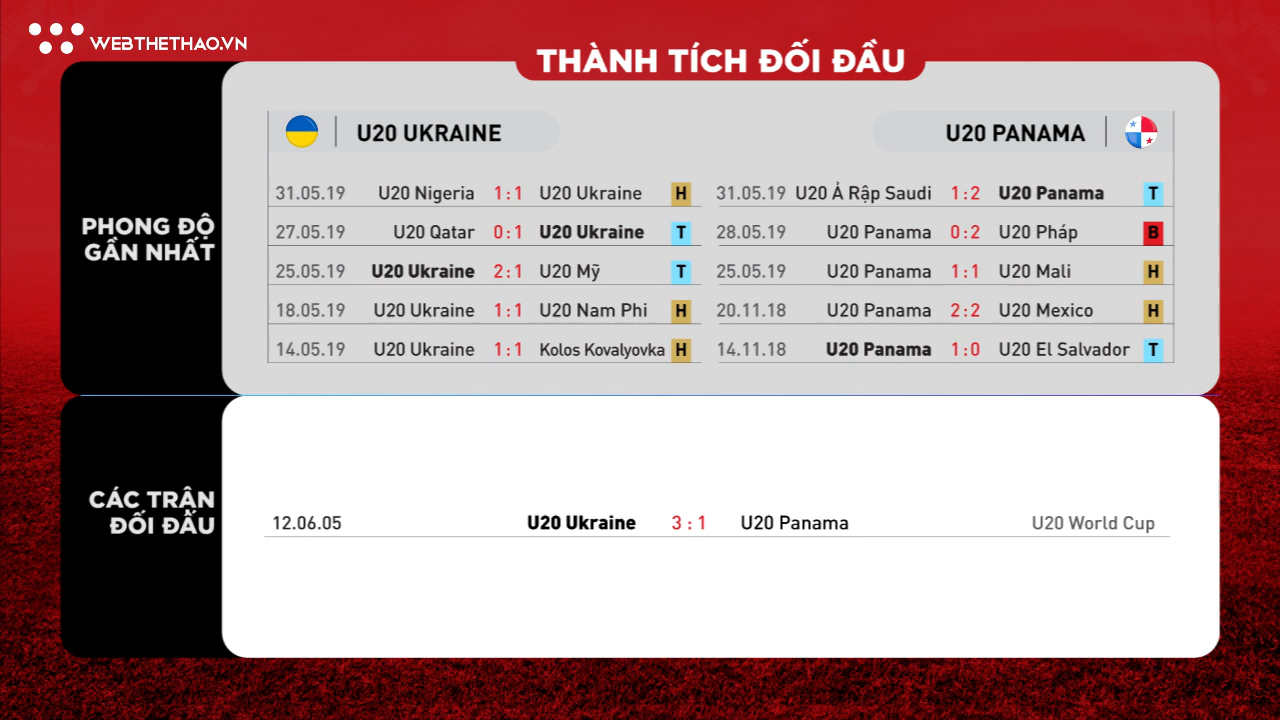 WEBTHETHAO.VN
THÀNH TÍCH ĐỐI ĐẦU
PHONG ĐỘ
GẦN NHẤT
U20 UKRAINE
31.05.19 U20 Nigeria 1:1 U20 Ukraine H
27.05.19 U20 Qatar 0:1 U20 Ukraine T
25.05.19 U20 Ukraine 2:1 U20 Mỹ T
18.05.19 U20 Ukraine 1:1 U20 Nam Phi H
14.05.19 U20 Ukraine 1:1 Kolos Kovalyovka H
U20 PANAMA
31.05.19 U20 Ả Rập Saudi 1:2 U20 Panama T
28.05.19 U20 Panama 0:2 U20 Pháp B
25.05.19 U20 Panama 1:1 U20 Mali H
20.11.18 U20 Panama 2:2 U20 Mexico H
14.11.18 U20 Panama 1:0 U20 El Salvador T
CÁC TRẬN
ĐỐI ĐẦU
12.06.05 U20 Ukraine 3:1 U20 Panama U20 World Cup